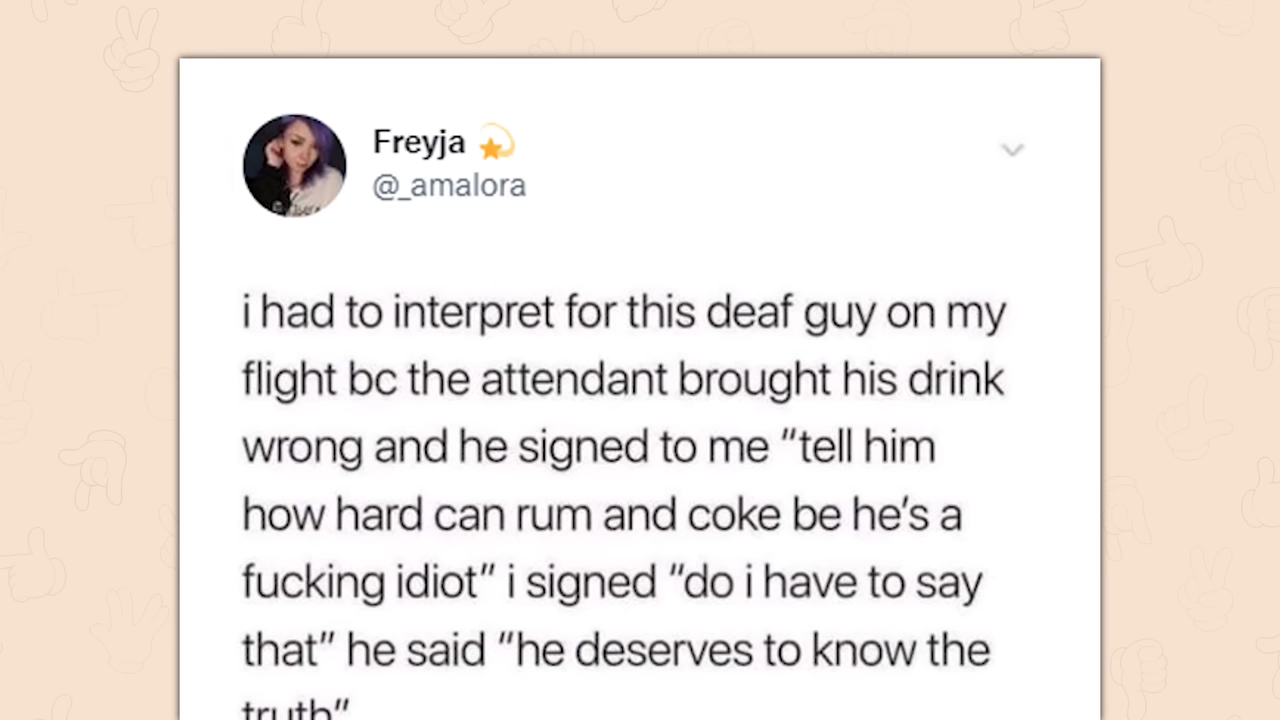 Freyja 💫
@_amalora
i had to interpret for this deaf guy on my
flight bc the attendant brought his drink
wrong and he signed to me “tell him
how hard can rum and coke be he’s a
fucking idiot” i signed “do i have to say
that” he said “he deserves to know the
truth”